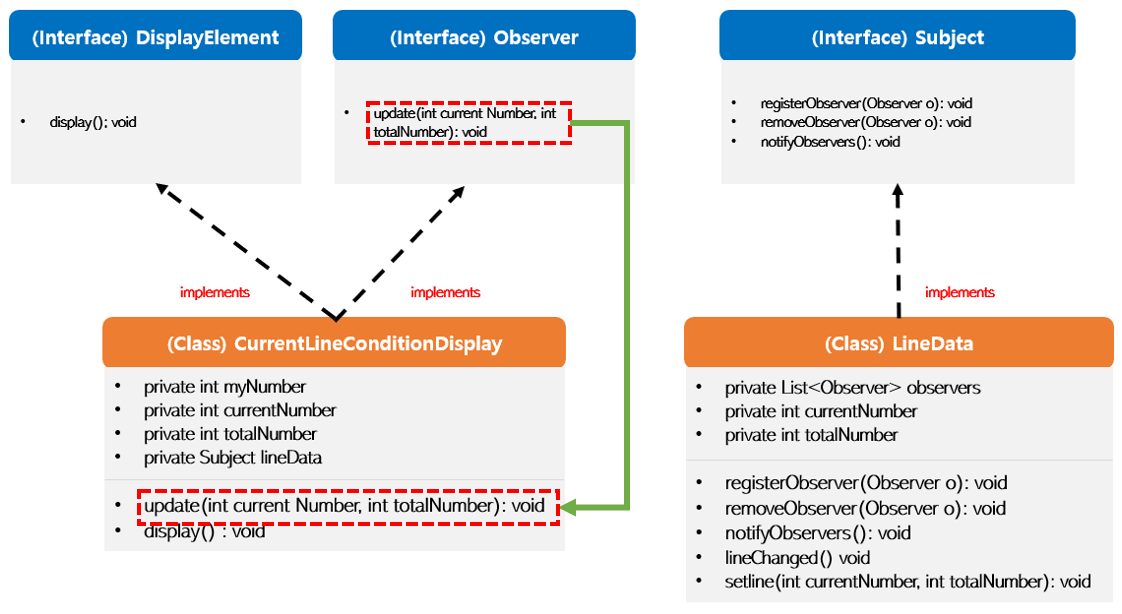 (Interface) DisplayElement
• display(); void
(Interface) Observer
• update(int current Number, int
totalNumber): void
(Interface) Subject
• registerObserver(Observer o): void
• removeObserver(Observer o): void
• notifyObservers(): void
implements
implements
implements
(Class) CurrentLineConditionDisplay
• private int myNumber
• private int currentNumber
• private int totalNumber
• private Subject lineData
• update(int current Number, int totalNumber): void
• display() : void
(Class) LineData
• private List<Observer> observers
• private int currentNumber
• private int totalNumber
• registerObserver(Observer o): void
• removeObserver(Observer o): void
• notifyObservers(): void
• lineChanged() void
• setline(int currentNumber, int totalNumber): void